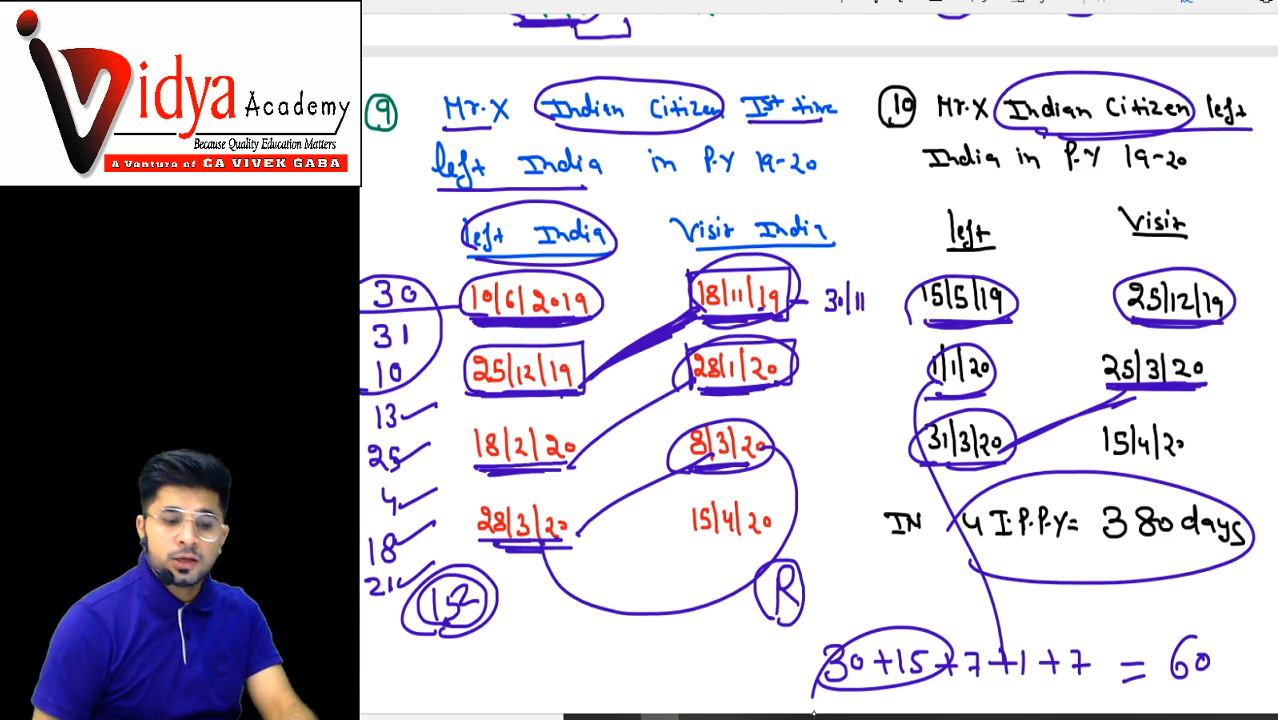 Vidya
Academy
Because Quality Education Matters
A Ventura of CA VIVEK GABA
9 Mr. X Indian Citizen Ist time
left India in P.Y 19-20
left India Visit India
30 10/6/2019 18/11/19 30/11
31
10 25/12/19 28/1/20
13
25 18/2/20 8/3/20
4
18 28/3/20 15/4/20
21 152 R
10 Mr. X Indian Citizen left
India in P.Y 19-20
left Visit
15/5/19 25/12/19
1/1/20 25/3/20
31/3/20 15/4/20
IN 4 I.P.P.Y = 380 days
30+15+7+1+7 = 60